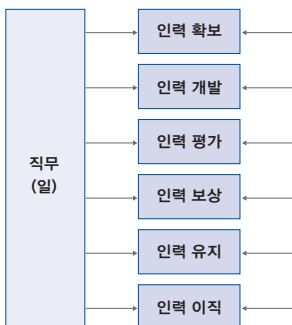 인력 확보
인력 개발
인력 평가
직무
(일)
인력 보상
인력 유지
인력 이직